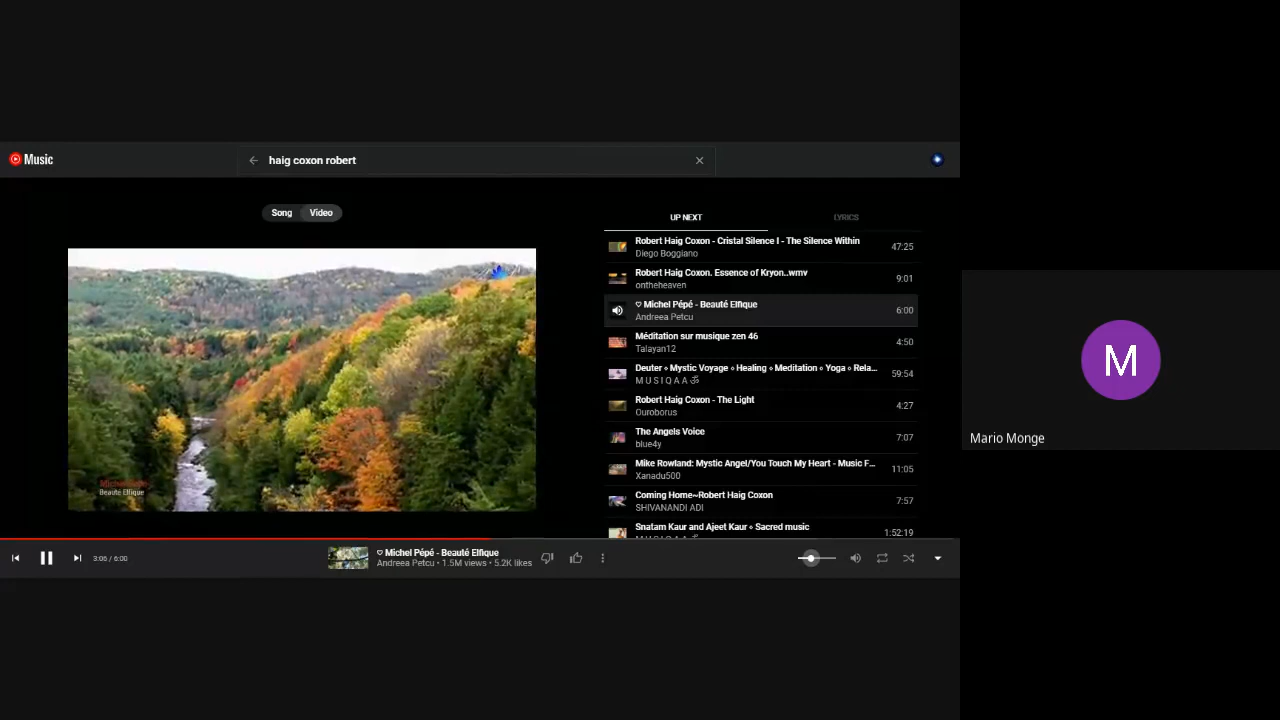 Music
haig coxon robert
Song
Video
UP NEXT
LYRICS
Robert Haig Coxon - Cristal Silence I - The Silence Within
Diego Boggiano
47:25
Robert Haig Coxon. Essence of Kryon..wmv
ontheheaven
9:01
♡ Michel Pépé - Beauté Elfique
Andreea Petcu
6:00
Méditation sur musique zen 46
Talayan12
4:50
Deuter ⋄ Mystic Voyage ⋄ Healing ⋄ Meditation ⋄ Yoga ⋄ Rela...
M U S I Q A A ॐ
59:54
Robert Haig Coxon - The Light
Ouroborus
4:27
The Angels Voice
blue4y
7:07
Mike Rowland: Mystic Angel/You Touch My Heart - Music F...
Xanadu500
11:05
Coming Home~Robert Haig Coxon
SHIVANANDI ADI
7:57
Snatam Kaur and Ajeet Kaur ⋄ Sacred music
1:52:19
Beauté Elfique
3:06 / 6:00
♡ Michel Pépé - Beauté Elfique
Andreea Petcu • 1.5M views • 5.2K likes
M
Mario Monge